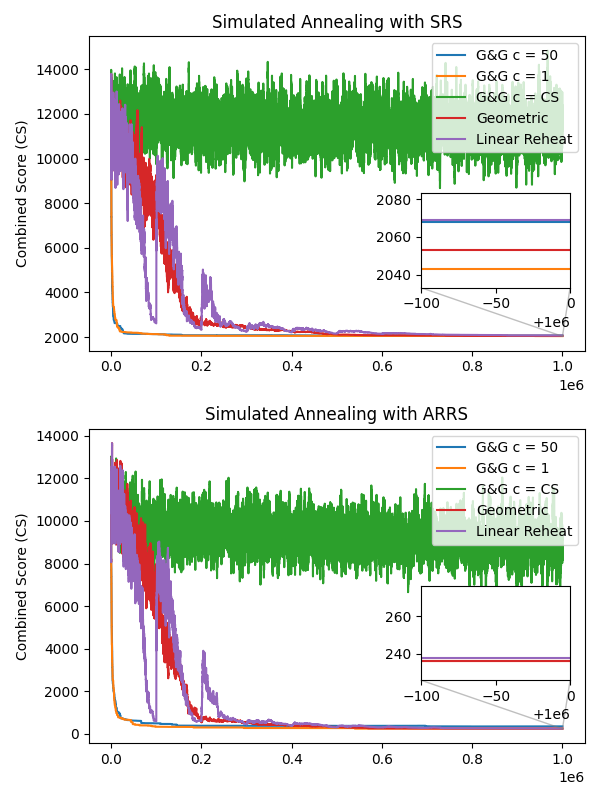 Simulated Annealing with SRS
Combined Score (CS)
14000
12000
10000
8000
6000
4000
2000
G&G c = 50
G&G c = 1
G&G c = CS
Geometric
Linear Reheat
2080
2060
2040
−100
−50
0
+1e6
0.0
0.2
0.4
0.6
0.8
1.0
1e6
Simulated Annealing with ARRS
Combined Score (CS)
14000
12000
10000
8000
6000
4000
2000
0
G&G c = 50
G&G c = 1
G&G c = CS
Geometric
Linear Reheat
260
240
−100
−50
0
+1e6
0.0
0.2
0.4
0.6
0.8
1.0
1e6